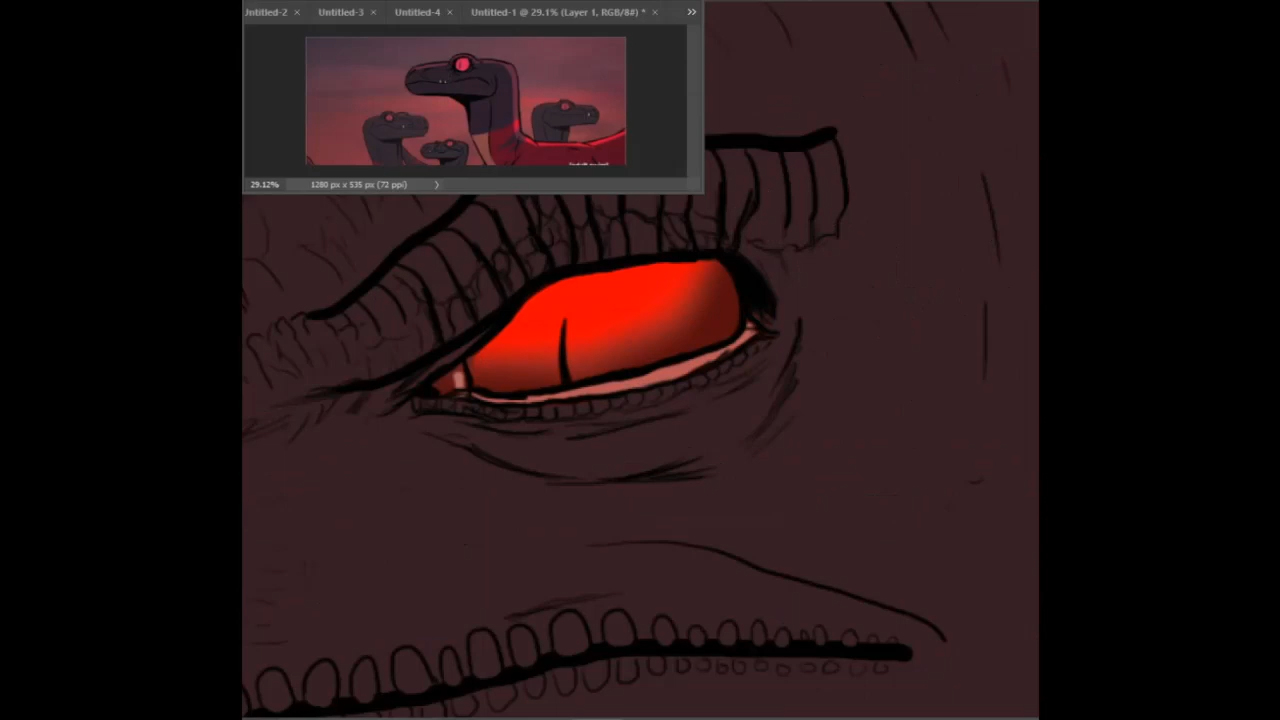 Untitled-2 × Untitled-3 × Untitled-4 × Untitled-1 @ 29.1% (Layer 1, RGB/8#) * × »
29.12% 1280 px x 535 px (72 ppi) 〉